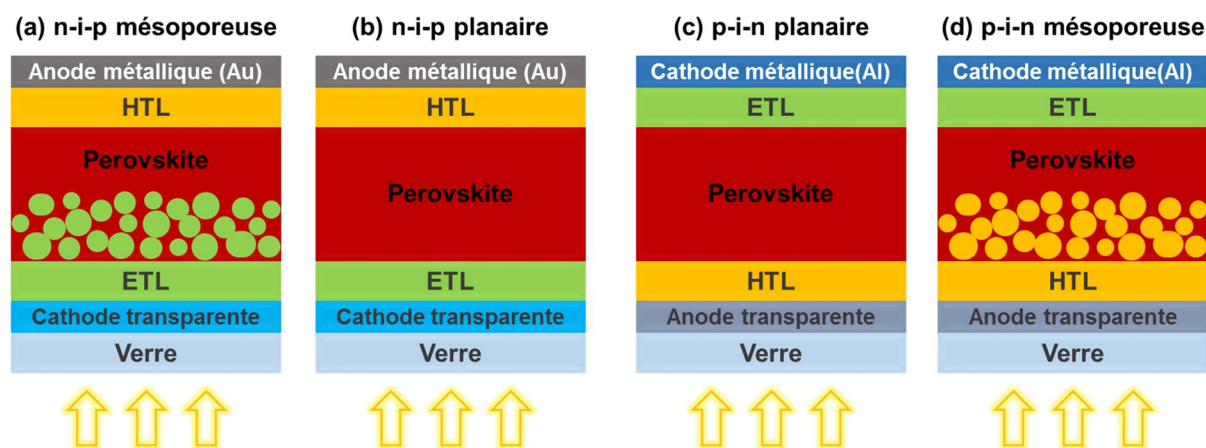 (a) n-i-p mésoporeuse
Anode métallique (Au)
HTL
Perovskite
ETL
Cathode transparente
Verre
(b) n-i-p planaire
Anode métallique (Au)
HTL
Perovskite
ETL
Cathode transparente
Verre
(c) p-i-n planaire
Cathode métallique(Al)
ETL
Perovskite
HTL
Anode transparente
Verre
(d) p-i-n mésoporeuse
Cathode métallique(Al)
ETL
Perovskite
HTL
Anode transparente
Verre